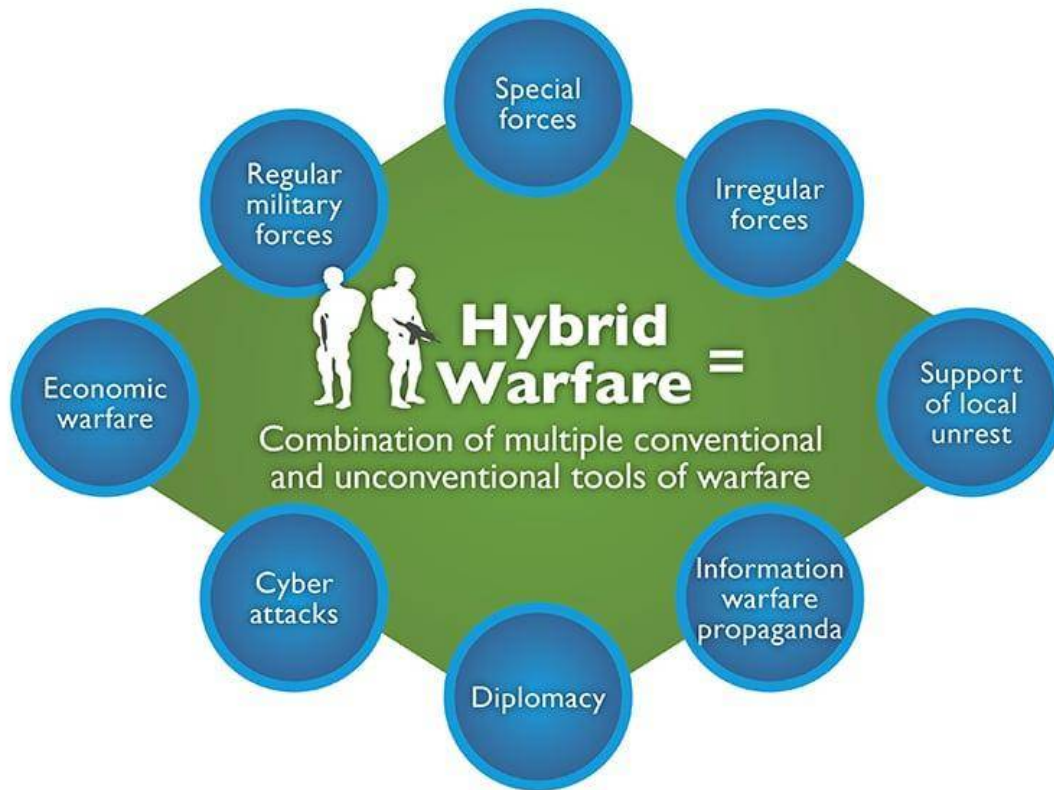 Special
forces
Regular
military
forces
Irregular
forces
Hybrid
Warfare =
Economic
warfare
Support
of local
unrest
Combination of multiple conventional
and unconventional tools of warfare
Cyber
attacks
Information
warfare
propaganda
Diplomacy